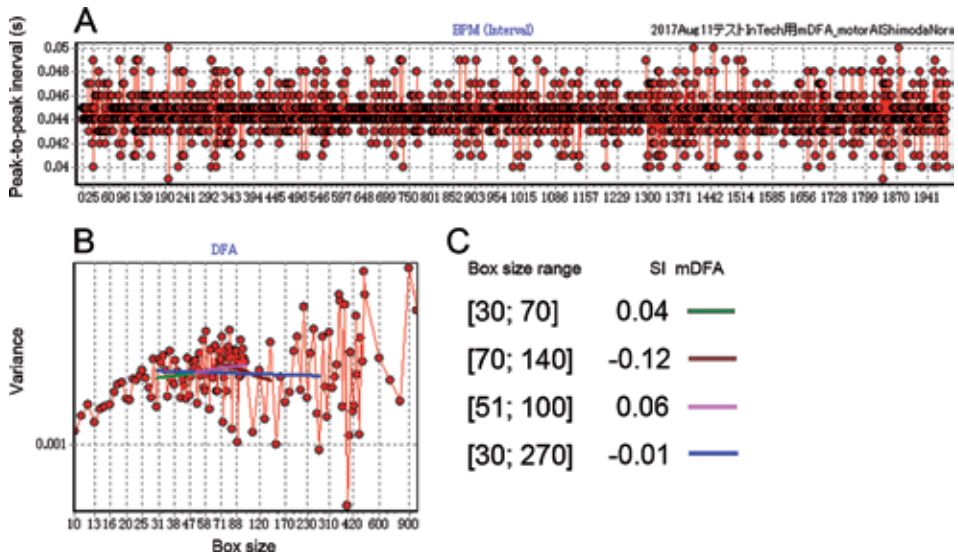 A
BPM (Interval)
2017Aug11テストInTech用mDFA_motorAIShimodaNora
Peak-to-peak inerval (s)
0.05
0.048
0.046
0.044
0.042
0.04
025 60 96 139 190 241 292 343 394 445 496 546 597 648 699 750 801 852 903 954 1015 1086 1157 1229 1300 1371 1442 1514 1585 1656 1728 1799 1870 1941
B
DFA
Variance
0.001
10 13 16 20 25 31 38 47 58 71 88 120 170 230 310 420 600 900
Box size
C
Box size range SI mDFA
[30; 70] 0.04
[70; 140] -0.12
[51; 100] 0.06
[30; 270] -0.01